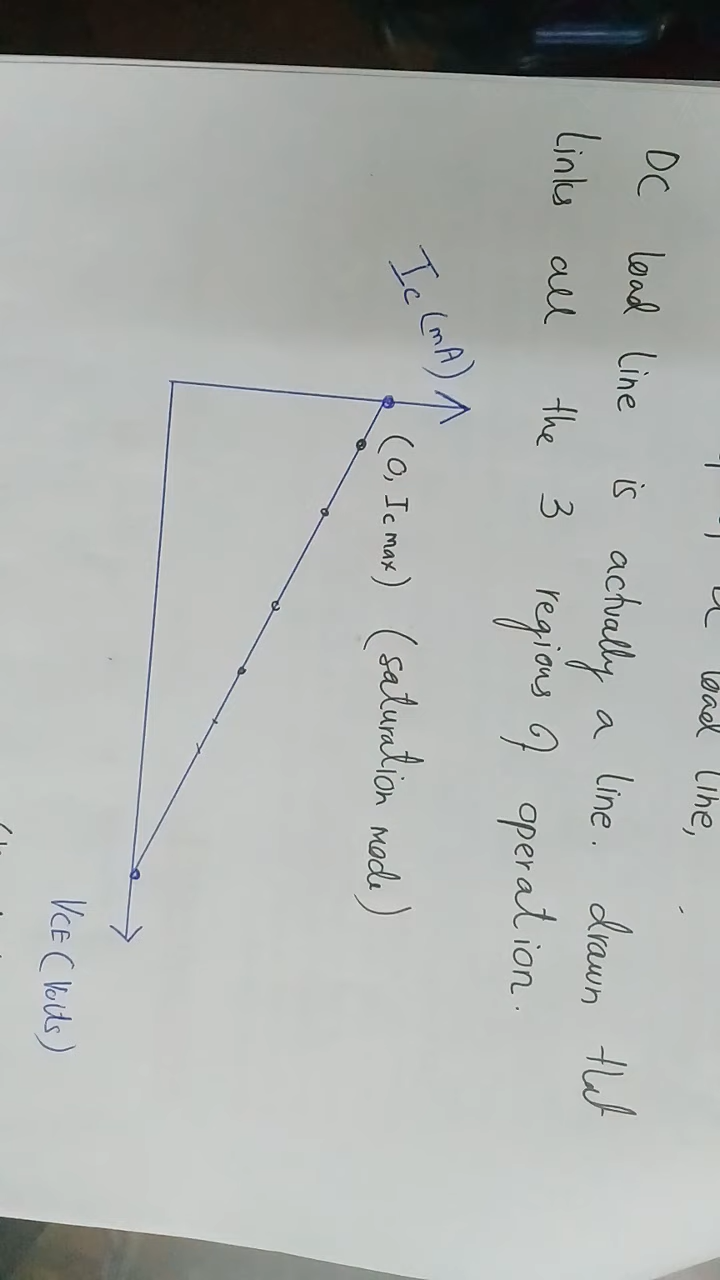 load line,
DC load line is actually a line. drawn that
links all the 3 regions of operation.
Ic (mA)
(0, Ic max) (saturation mode)
VCE (Volts)